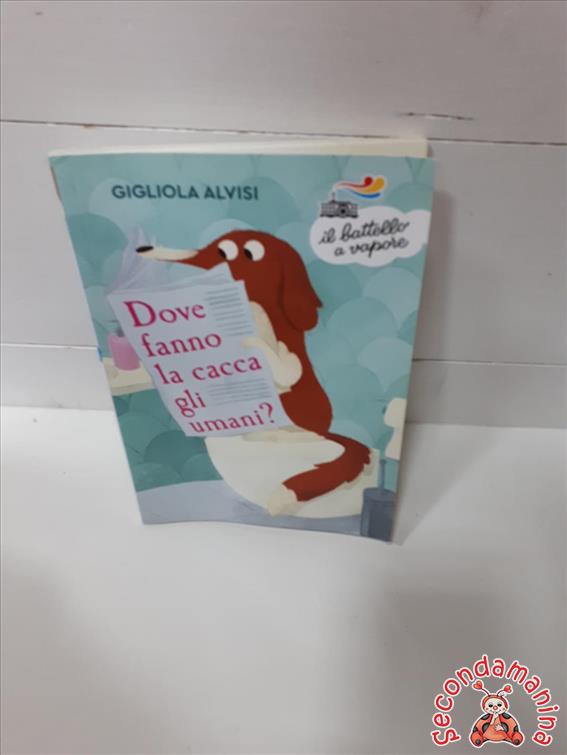 GIGLIOLA ALVISI
il battello
a vapore
Dove
fanno
la cacca
gli
umani?
secondamanina